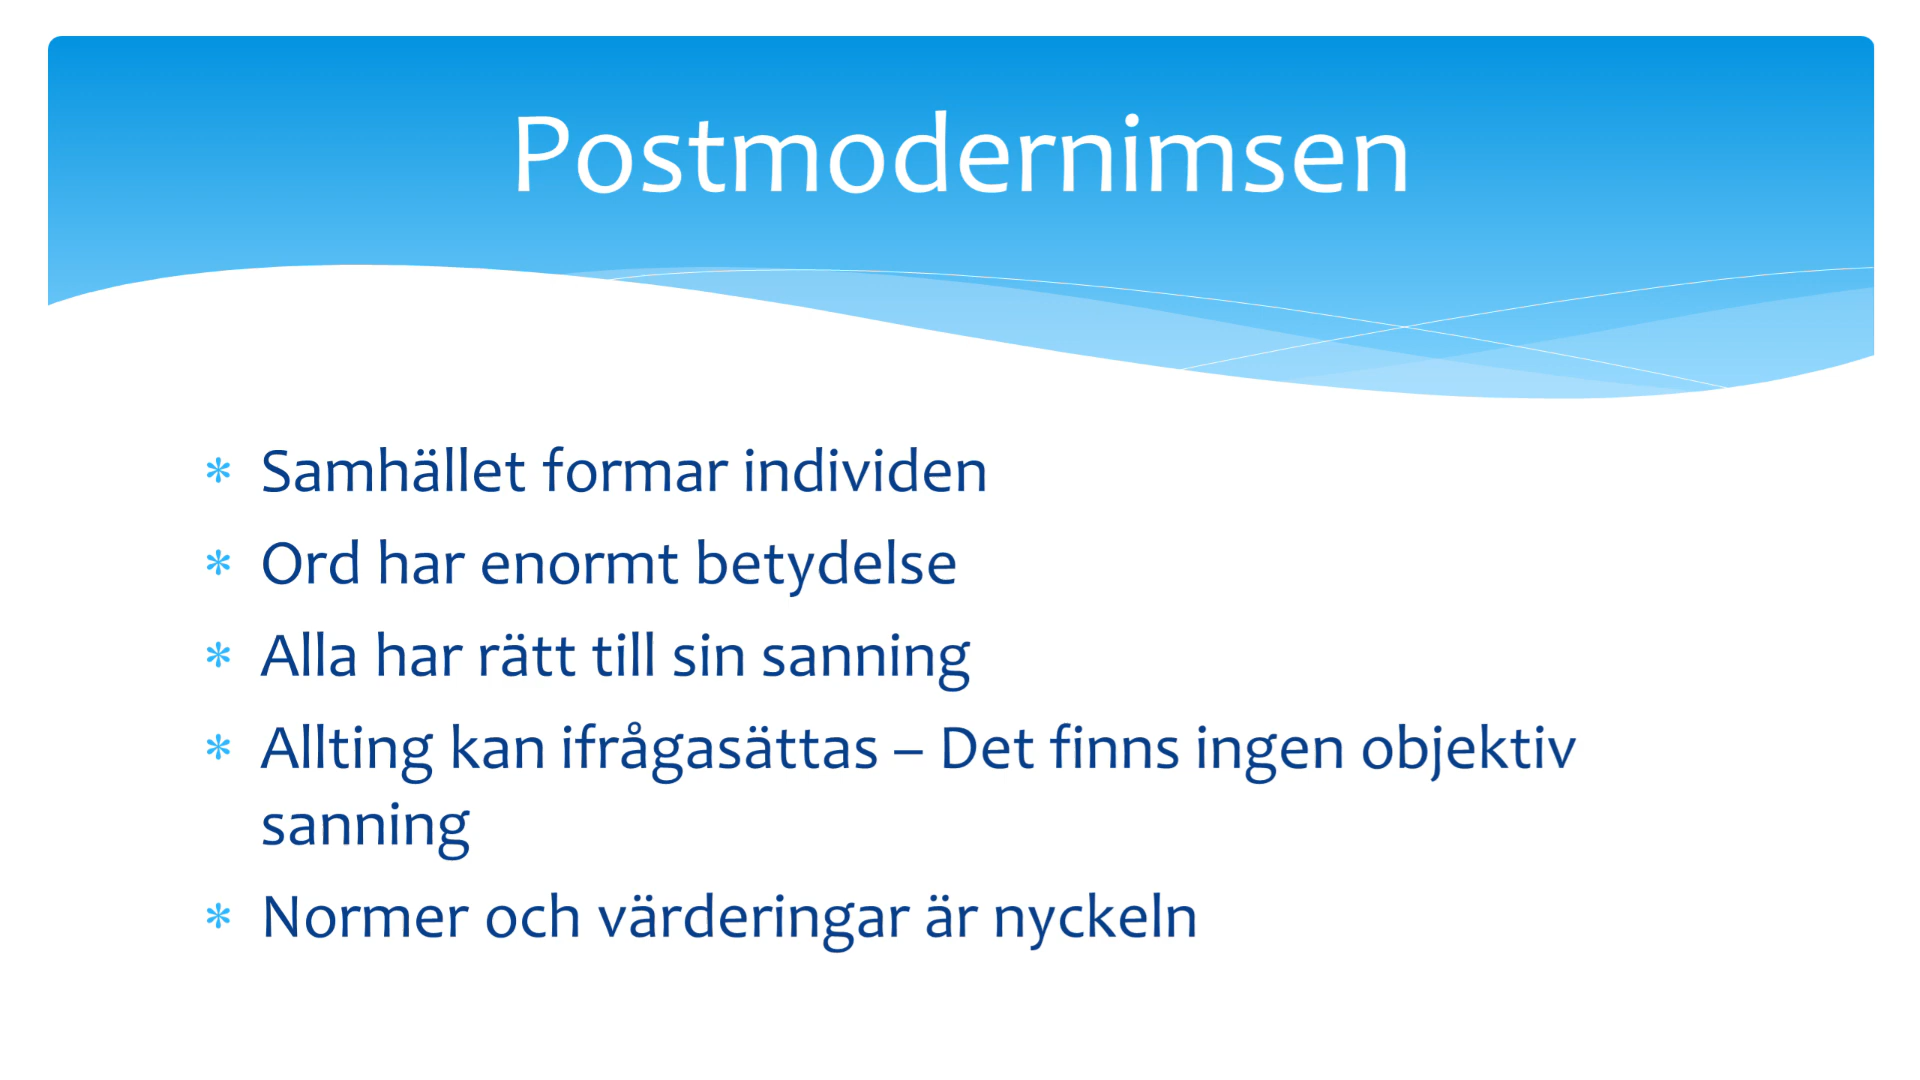 Postmodernimsen
* Samhället formar individen
* Ord har enormt betydelse
* Alla har rätt till sin sanning
* Allting kan ifrågasättas – Det finns ingen objektiv
sanning
* Normer och värderingar är nyckeln